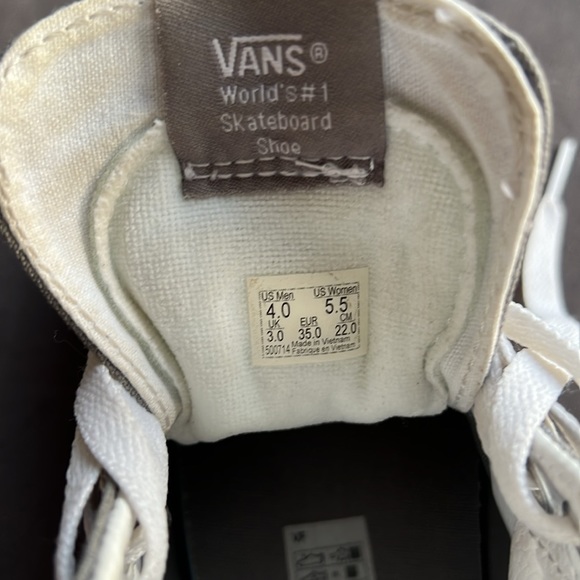 VANS®
World's #1
Skateboard
Shoe
US Men US Women
4.0 5.5
UK EUR CM
3.0 35.0 22.0
500714 Made in Vietnam
Fabriqué en Vietnam